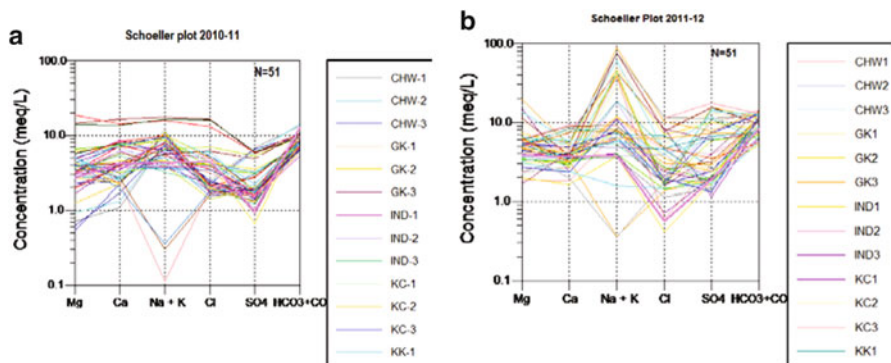 a
Schoeller plot 2010-11
N=51
Concentration (meq/L)
100.0
10.0
1.0
0.1
Mg Ca Na + K Cl SO4 HCO3+CO
CHW-1
CHW-2
CHW-3
GK-1
GK-2
GK-3
IND-1
IND-2
IND-3
KC-1
KC-2
KC-3
KK-1
b
Schoeller Plot 2011-12
N=51
Concentration (meq/L)
100.0
10.0
1.0
0.1
Mg Ca Na + K Cl SO4 HCO3+CO
CHW1
CHW2
CHW3
GK1
GK2
GK3
IND1
IND2
IND3
KC1
KC2
KC3
KK1